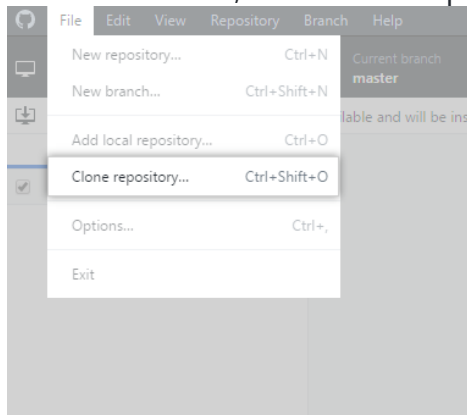 File Edit View Repository Branch Help
New repository... Ctrl+N
Current branch
master
New branch... Ctrl+Shift+N
lable and will be ins
Add local repository... Ctrl+O
Clone repository... Ctrl+Shift+O
Options... Ctrl+,
Exit